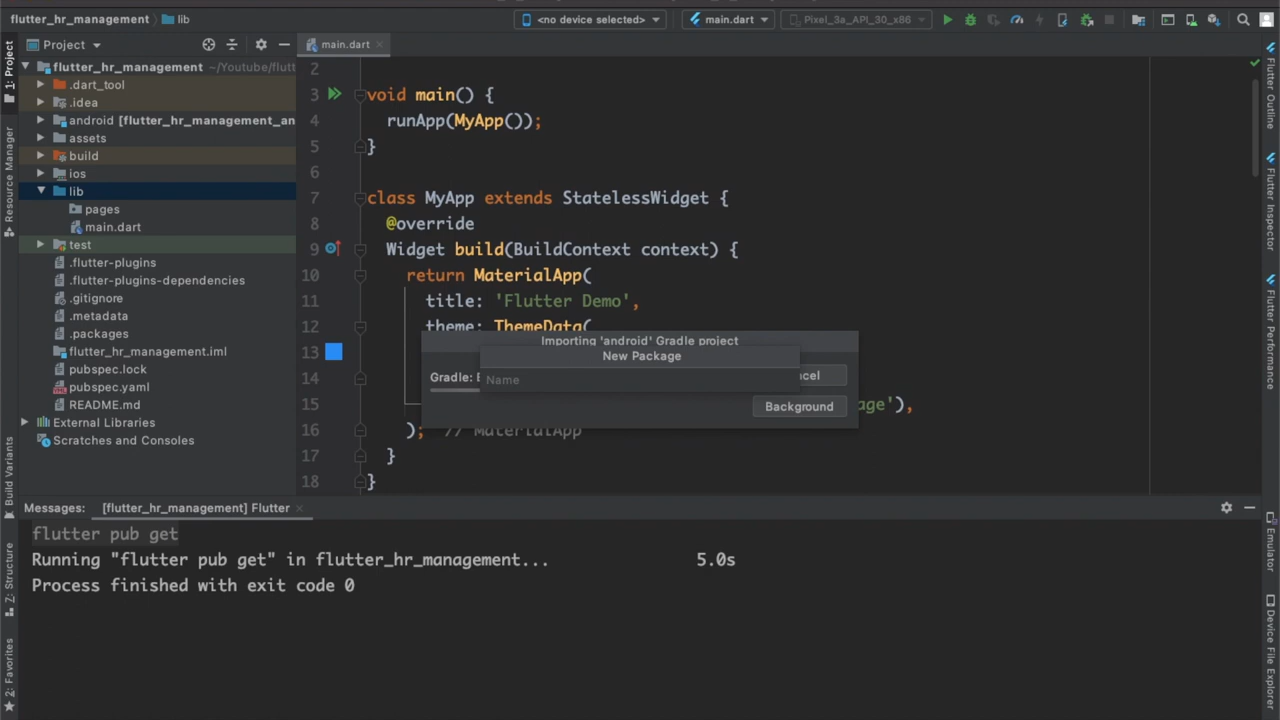 flutter_hr_management lib <no device selected> main.dart Pixel_3a_API_30_x86
Project main.dart
flutter_hr_management ~/Youtube/flutt
.dart_tool
.idea
android [flutter_hr_management_an
assets
build
ios
lib
pages
main.dart
test
.flutter-plugins
.flutter-plugins-dependencies
.gitignore
.metadata
.packages
flutter_hr_management.iml
pubspec.lock
pubspec.yaml
README.md
External Libraries
Scratches and Consoles
1: Project
Resource Manager
Build Variants
Z: Structure
2: Favorites
2
3 void main() {
4 runApp(MyApp());
5 }
6
7 class MyApp extends StatelessWidget {
8 @override
9 Widget build(BuildContext context) {
10 return MaterialApp(
11 title: 'Flutter Demo',
12 theme: ThemeData(
13
14
15 age'),
16 ); // MaterialApp
17 }
18 }
Importing 'android' Gradle project
New Package
Gradle:
Name
cel
Background
Flutter Outline
Flutter Inspector
Flutter Performance
Emulator
Device File Explorer
Messages: [flutter_hr_management] Flutter
flutter pub get
Running "flutter pub get" in flutter_hr_management... 5.0s
Process finished with exit code 0